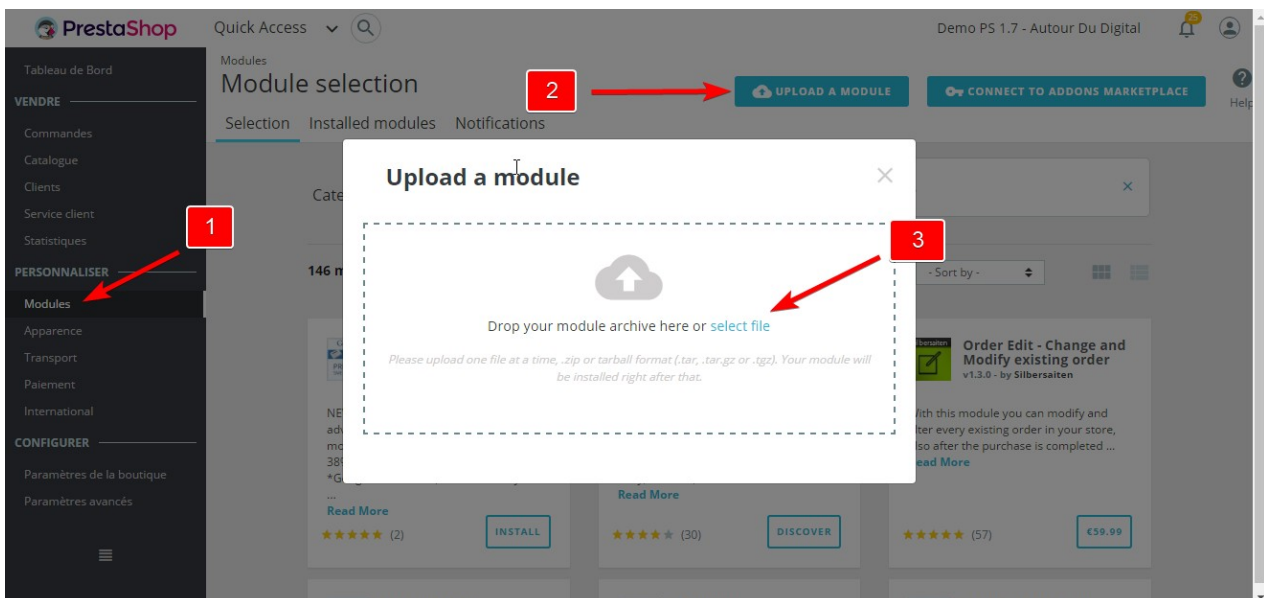 PrestaShop
Quick Access
Demo PS 1.7 - Autour Du Digital
Tableau de Bord
VENDRE
Commandes
Catalogue
Clients
Service client
Statistiques
PERSONNALISER
Modules
Apparence
Transport
Paiement
International
CONFIGURER
Paramètres de la boutique
Paramètres avancés
Modules
Module selection
2
UPLOAD A MODULE
CONNECT TO ADDONS MARKETPLACE
Help
Selection Installed modules Notifications
Upload a module
Cate
1
3
146 m
- Sort by -
Drop your module archive here or select file
Please upload one file at a time, .zip or tarball format (.tar, .tar.gz or .tgz). Your module will
be installed right after that.
Order Edit - Change and
Modify existing order
v1.3.0 - by Silbersaiten
NE
adv
mo
389
*G
...
Read More
(2)
INSTALL
Read More
(30)
DISCOVER
ith this module you can modify and
lter every existing order in your store,
lso after the purchase is completed ...
ead More
(57)
€59.99